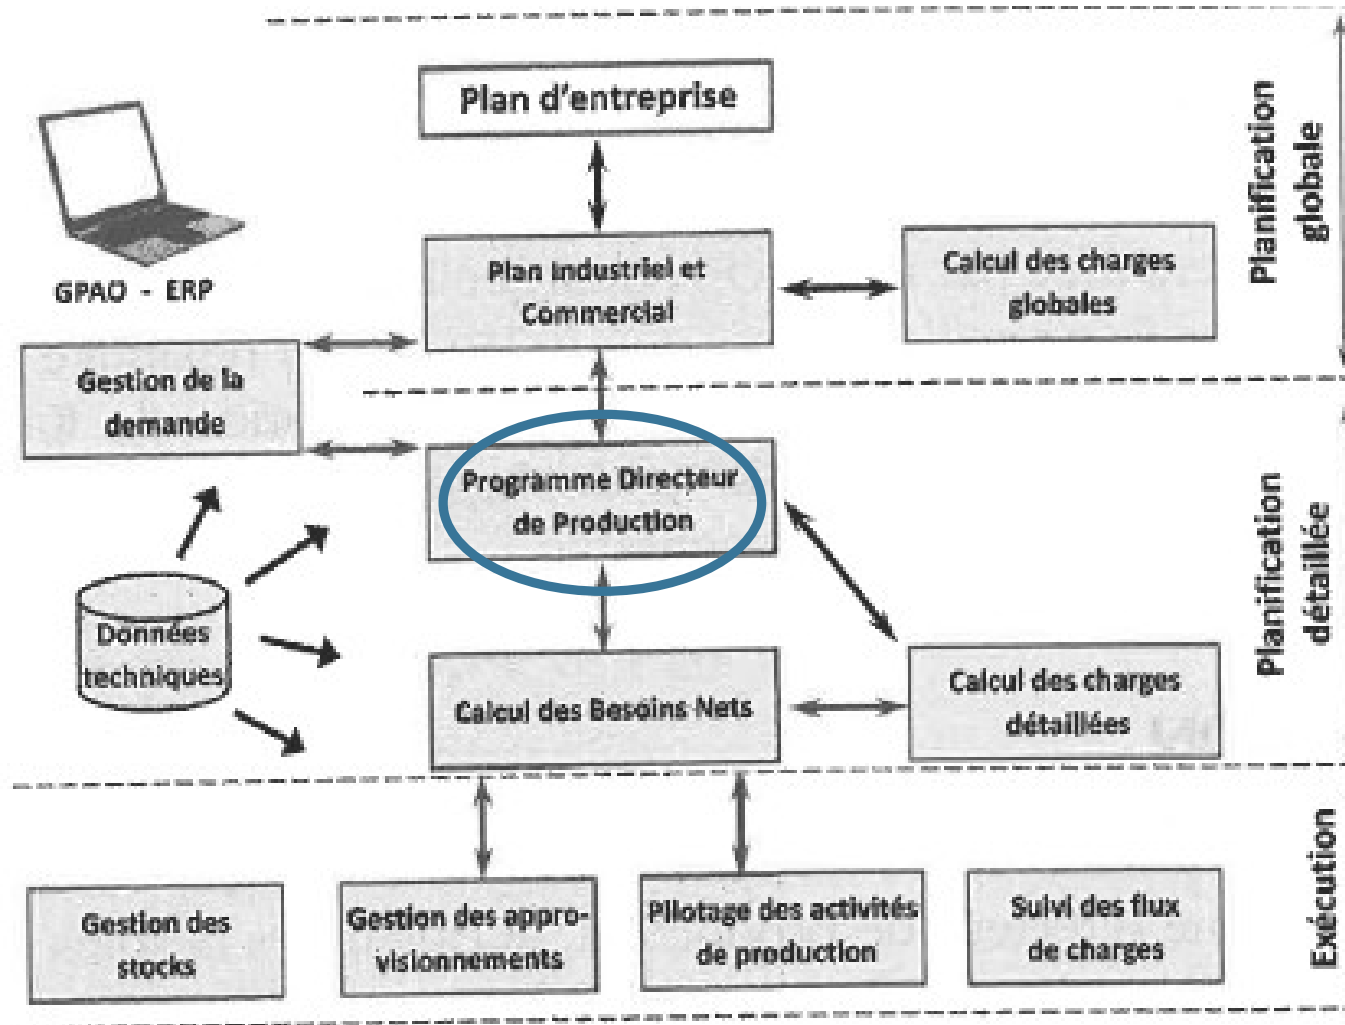 Plan d'entreprise
Planification
globale
GPAO - ERP
Plan Industriel et
Commercial
Calcul des charges
globales
Gestion de la
demande
Programme Directeur
de Production
Planification
détaillée
Données
techniques
Calcul des Besoins Nets
Calcul des charges
détaillées
Gestion des
stocks
Gestion des appro-
visionnements
Pilotage des activités
de production
Suivi des flux
de charges
Exécution